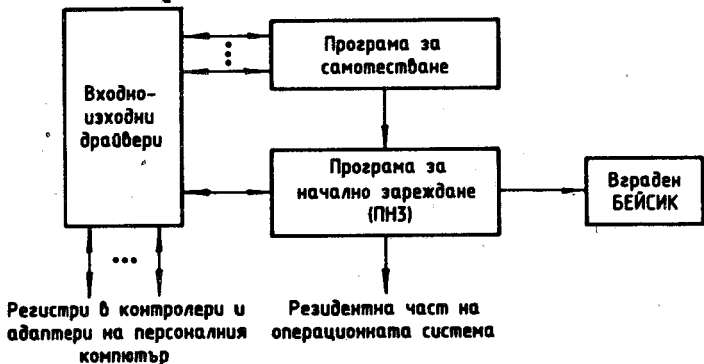 Входно-
изходни
драйвери
Програма за
самотестване
Програма за
начално зареждане
(ПНЗ)
Вграден
БЕЙСИК
Регистри в контролери и
адаптери на персоналния
компютър
Резидентна част на
операционната система